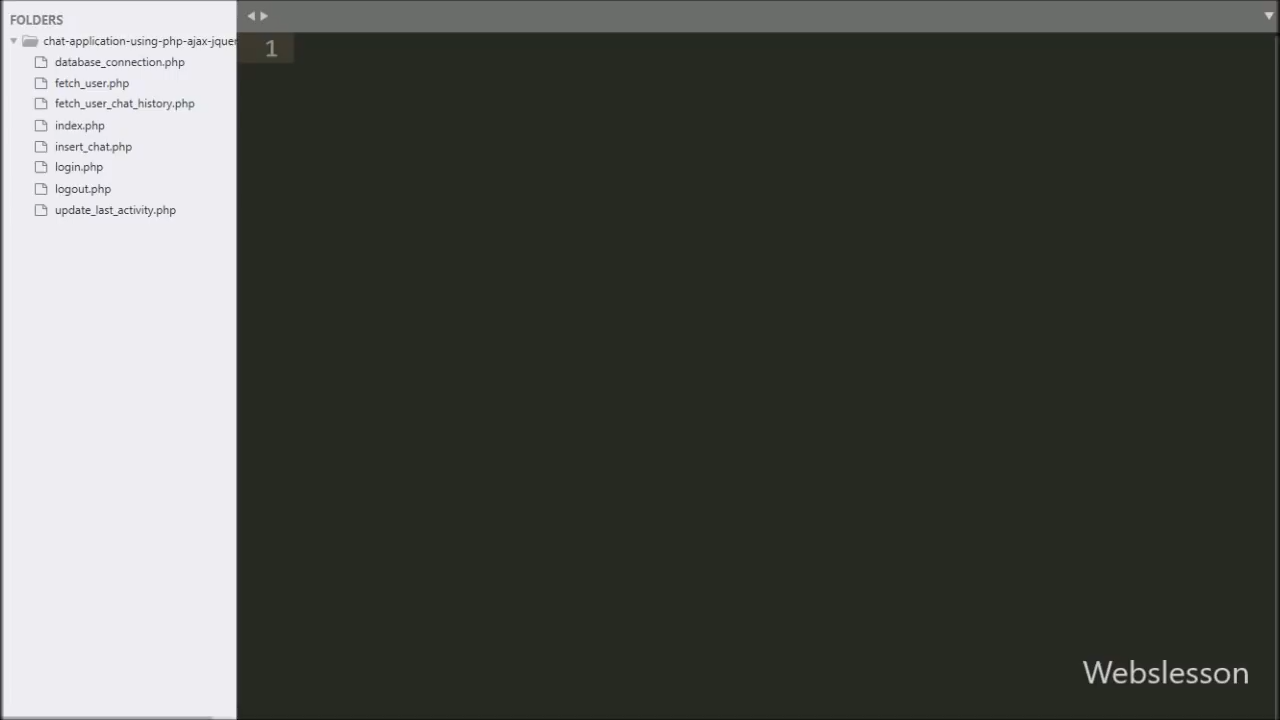 FOLDERS
chat-application-using-php-ajax-jquer
database_connection.php
fetch_user.php
fetch_user_chat_history.php
index.php
insert_chat.php
login.php
logout.php
update_last_activity.php
1
Webslesson